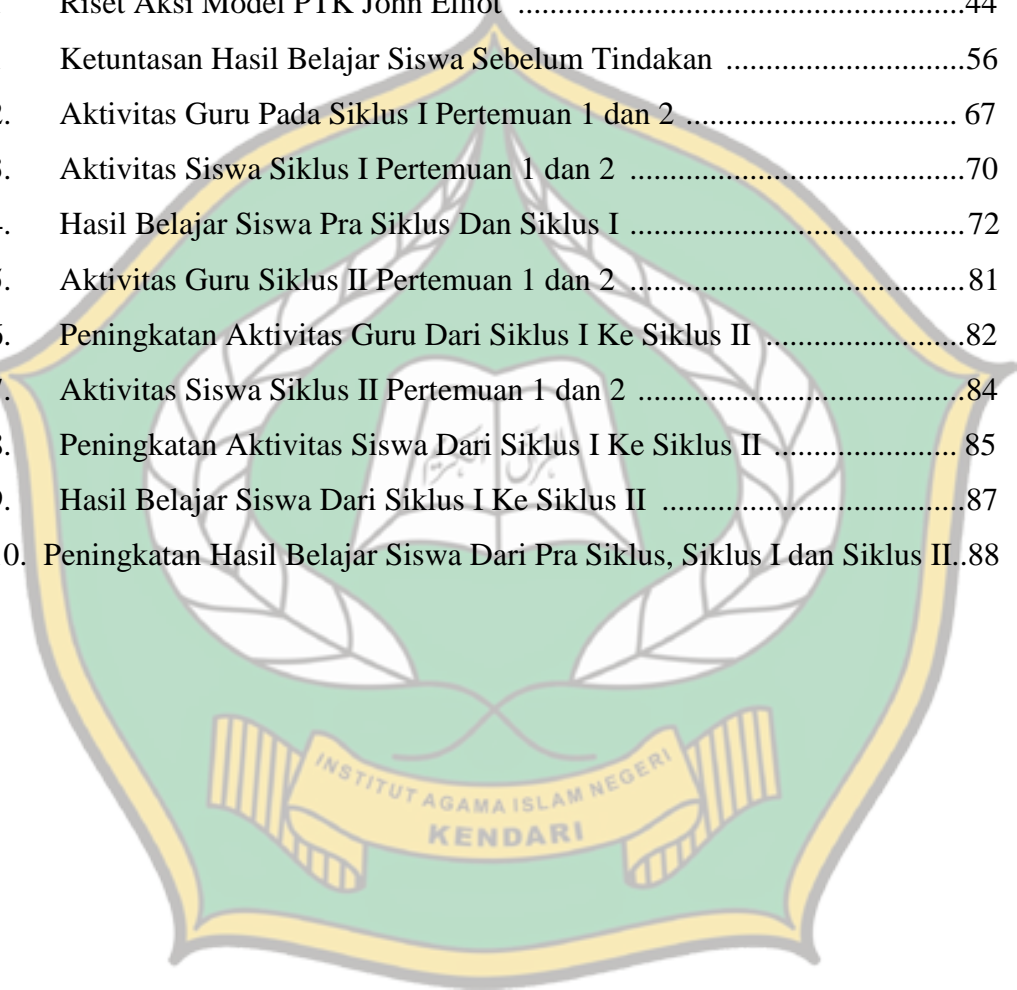 Riset Aksi Model PTK John Elliot ......................................................44
Ketuntasan Hasil Belajar Siswa Sebelum Tindakan .............................56
2. Aktivitas Guru Pada Siklus I Pertemuan 1 dan 2 ................................. 67
Aktivitas Siswa Siklus I Pertemuan 1 dan 2 .........................................70
Hasil Belajar Siswa Pra Siklus Dan Siklus I .........................................72
Aktivitas Guru Siklus II Pertemuan 1 dan 2 .........................................81
Peningkatan Aktivitas Guru Dari Siklus I Ke Siklus II ........................82
Aktivitas Siswa Siklus II Pertemuan 1 dan 2 ........................................84
Peningkatan Aktivitas Siswa Dari Siklus I Ke Siklus II ...................... 85
Hasil Belajar Siswa Dari Siklus I Ke Siklus II .....................................87
0. Peningkatan Hasil Belajar Siswa Dari Pra Siklus, Siklus I dan Siklus II..88
INSTITUT AGAMA ISLAM NEGERI
KENDARI